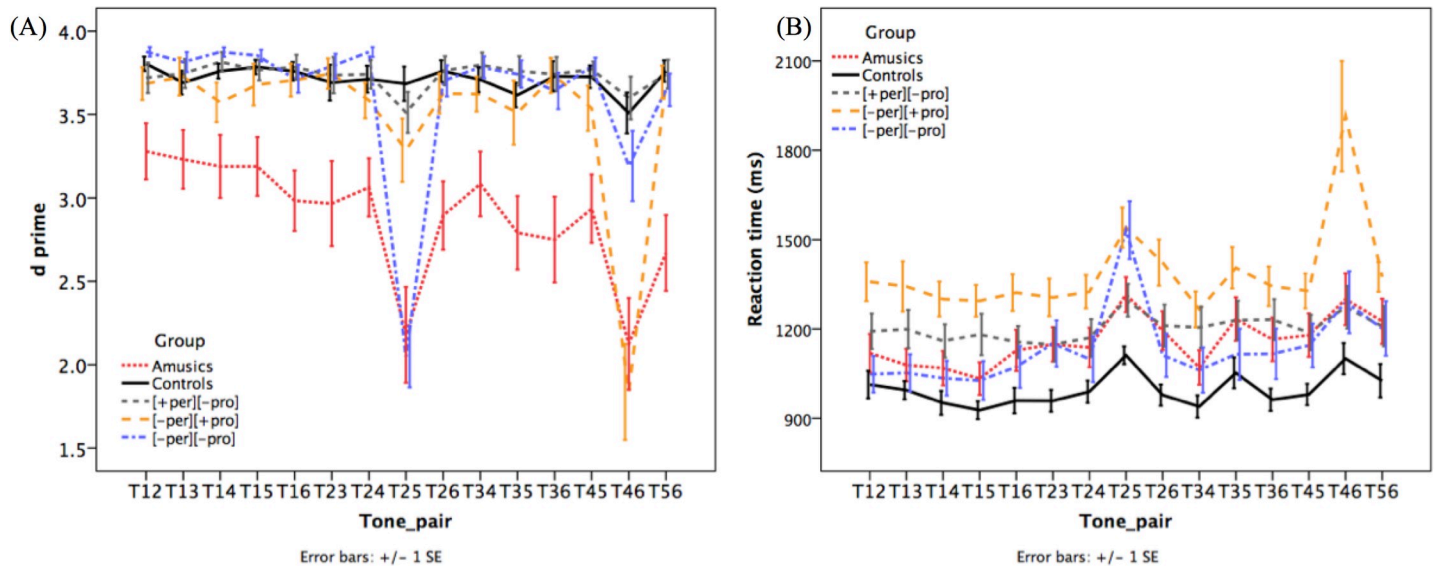 (A)
4.0
3.5
3.0
2.5
2.0
1.5
d prime
Group
Amusics
Controls
[+per][-pro]
[-per][+pro]
[-per][-pro]
T12 T13 T14 T15 T16 T23 T24 T25 T26 T34 T35 T36 T45 T46 T56
Tone_pair
Error bars: +/- 1 SE
(B)
Group
Amusics
Controls
[+per][-pro]
[-per][+pro]
[-per][-pro]
2100
1800
1500
1200
900
Reaction time (ms)
T12 T13 T14 T15 T16 T23 T24 T25 T26 T34 T35 T36 T45 T46 T56
Tone_pair
Error bars: +/- 1 SE